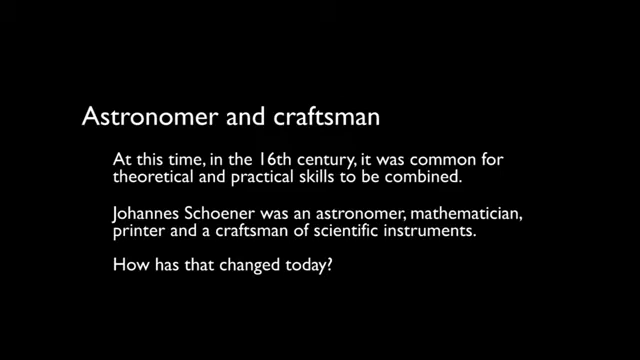 Astronomer and craftsman
At this time, in the 16th century, it was common for
theoretical and practical skills to be combined.
Johannes Schoener was an astronomer, mathematician,
printer and a craftsman of scientific instruments.
How has that changed today?